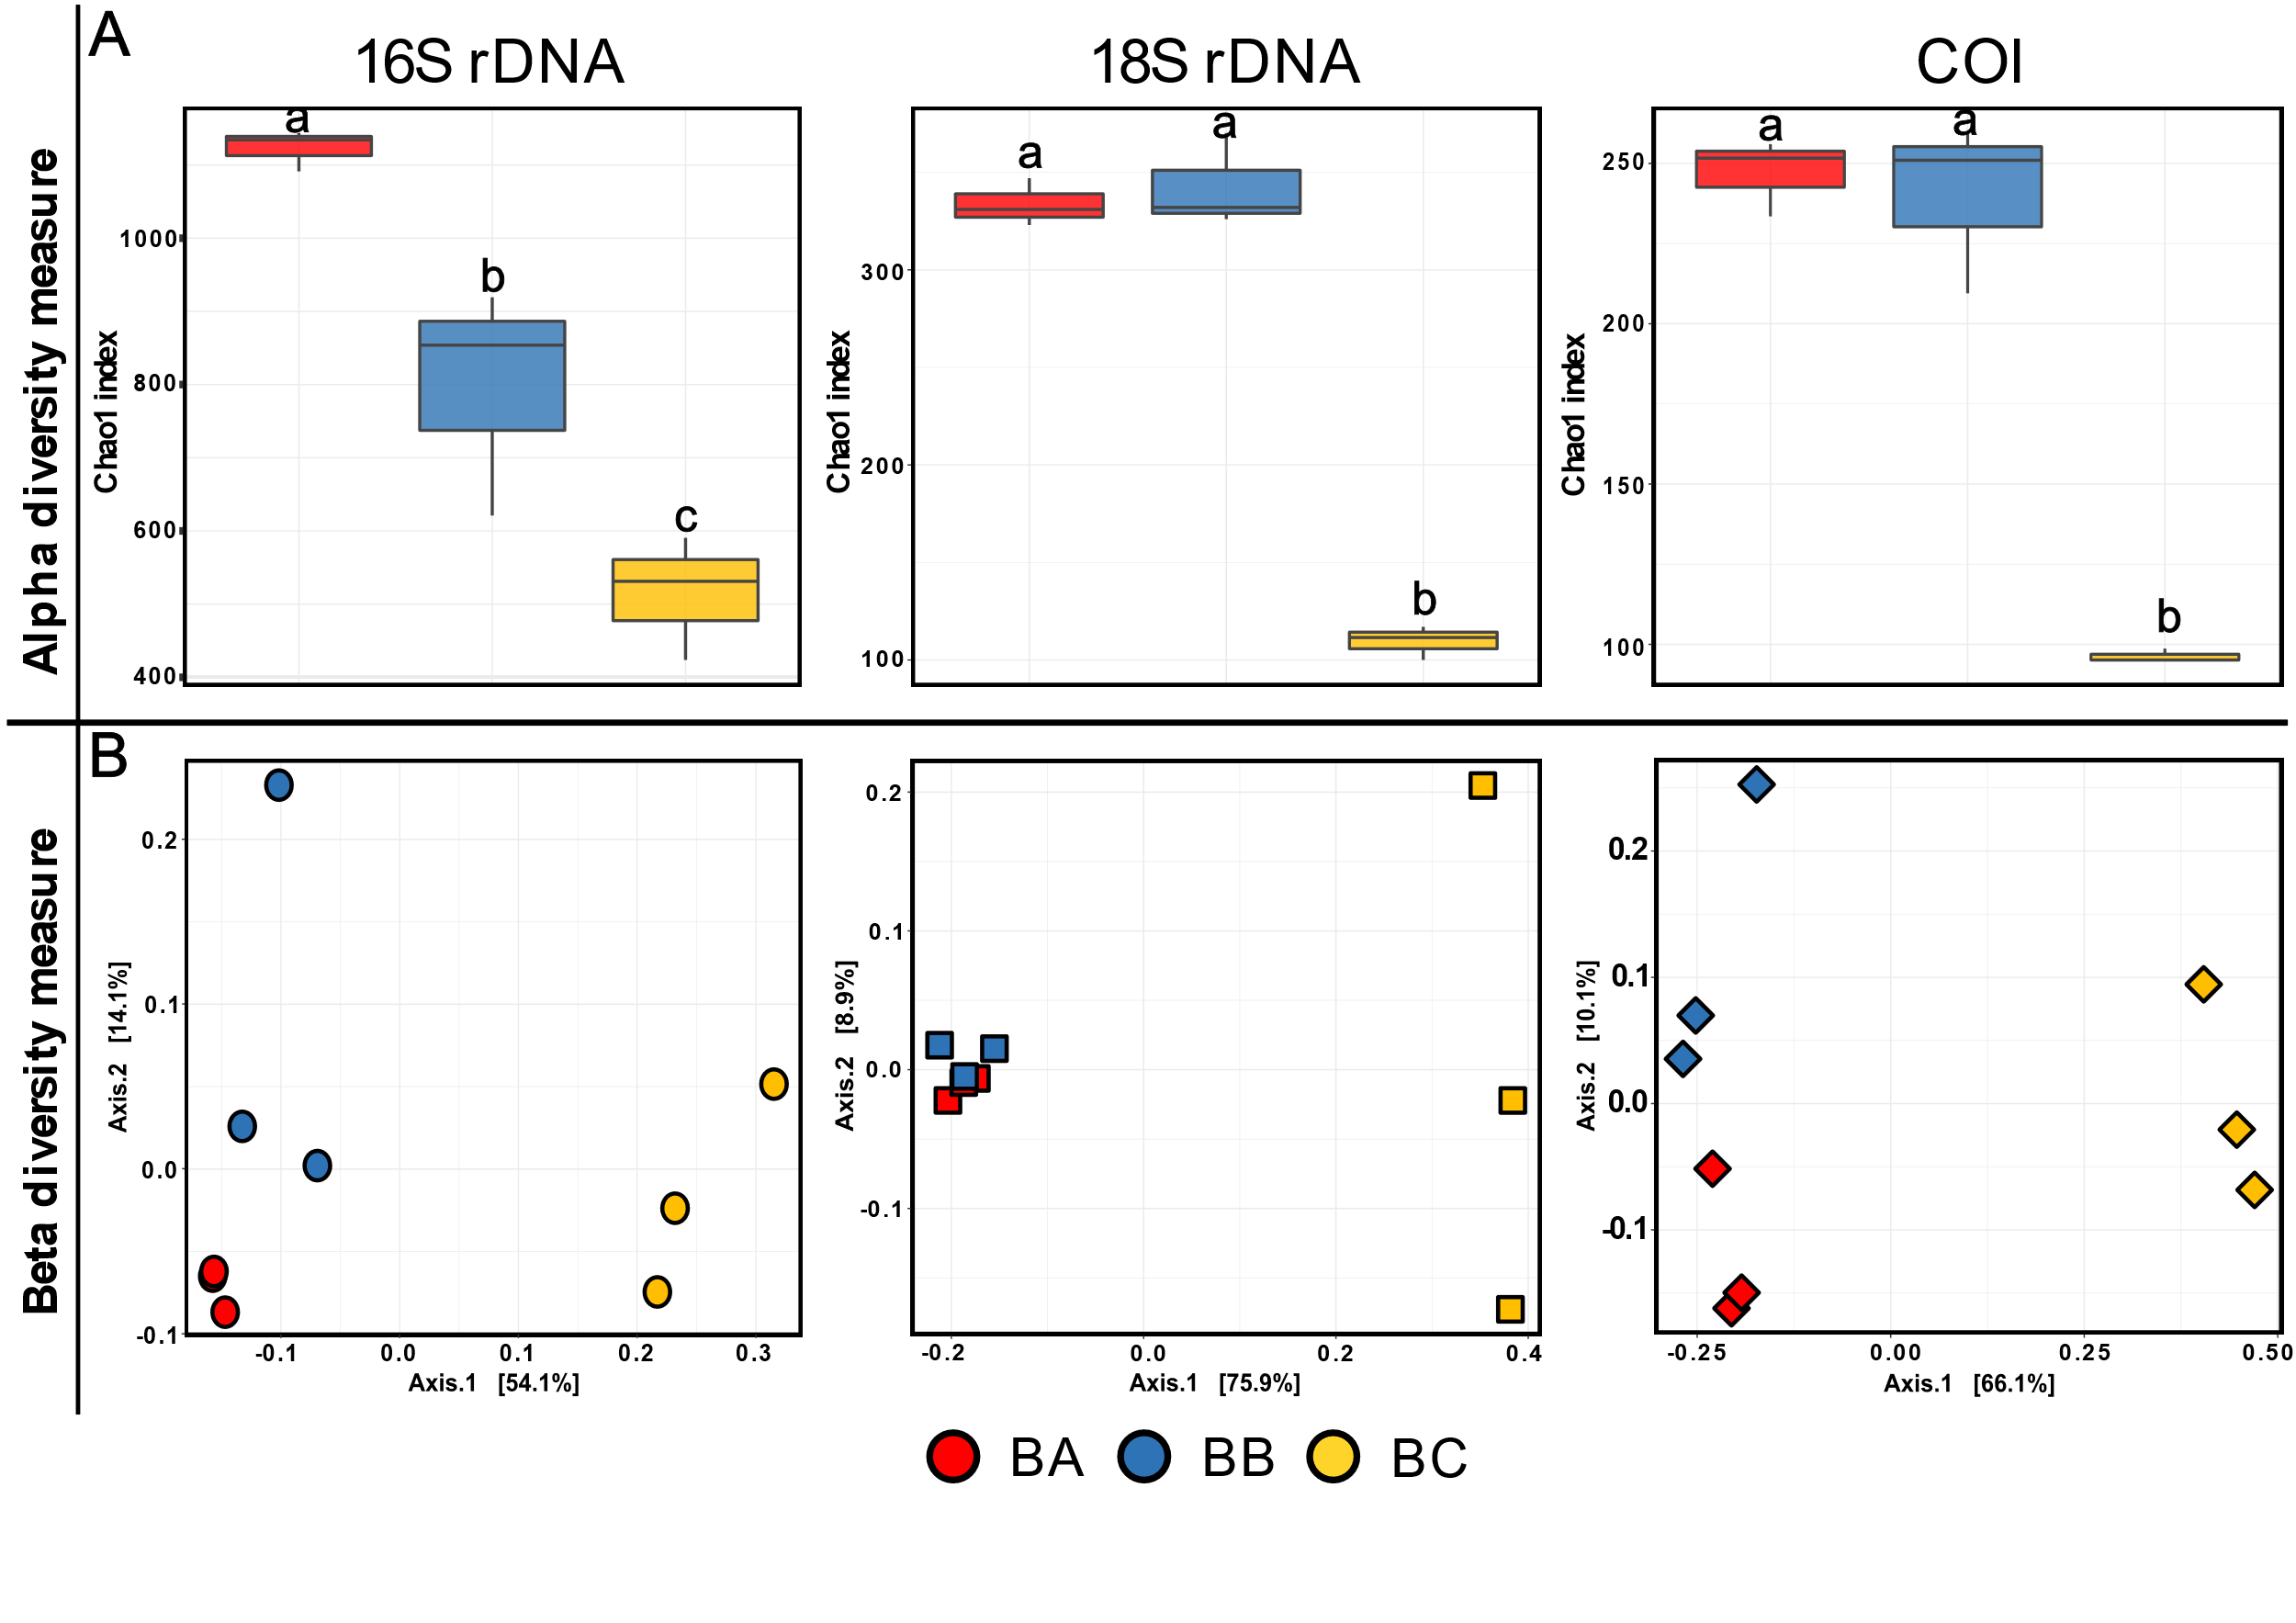 A
16S rDNA
18S rDNA
COI
Alpha diversity measure
Chao1 index
1000
800
600
400
a
b
c
Chao1 index
300
200
100
a
a
b
Chao1 index
250
200
150
100
a
a
b
B
Beta diversity measure
Axis.2 [14.1%]
0.2
0.1
0.0
-0.1
-0.1 0.0 0.1 0.2 0.3
Axis.1 [54.1%]
Axis.2 [8.9%]
0.2
0.1
0.0
-0.1
-0.2 0.0 0.2 0.4
Axis.1 [75.9%]
Axis.2 [10.1%]
0.2
0.1
0.0
-0.1
-0.25 0.00 0.25 0.50
Axis.1 [66.1%]
BA BB BC